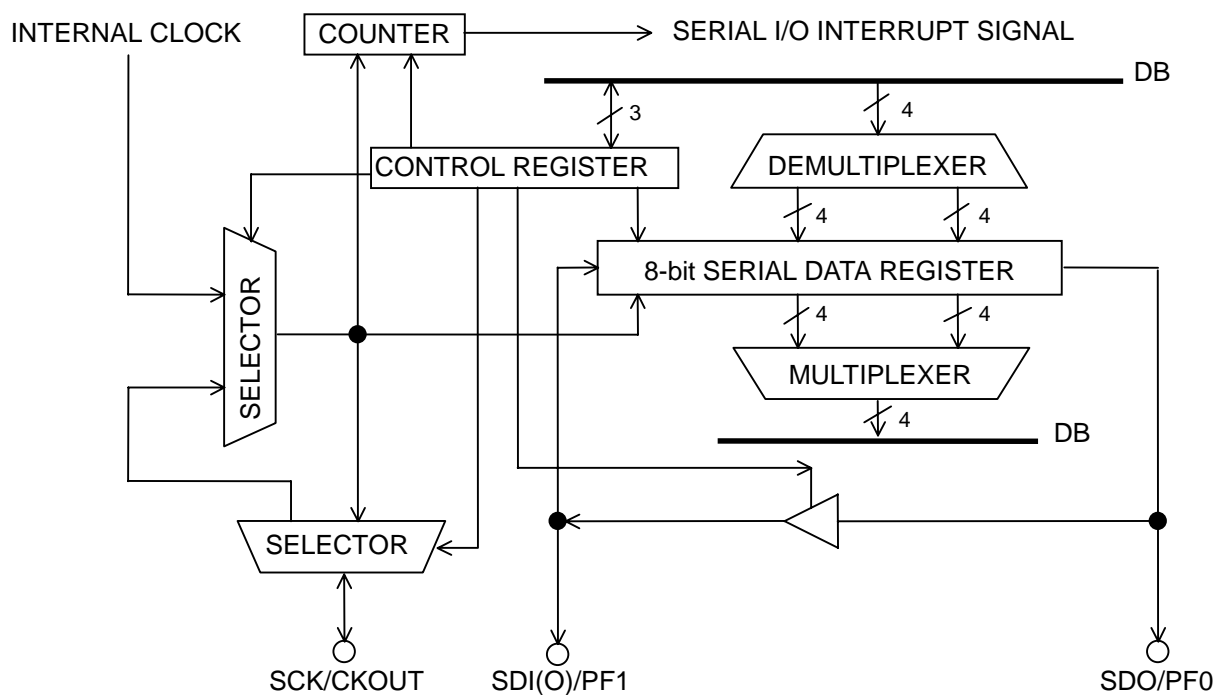 INTERNAL CLOCK
COUNTER
SERIAL I/O INTERRUPT SIGNAL
DB
3
4
CONTROL REGISTER
DEMULTIPLEXER
4
4
8-bit SERIAL DATA REGISTER
SELECTOR
4
4
MULTIPLEXER
4
DB
SELECTOR
SCK/CKOUT
SDI(O)/PF1
SDO/PF0